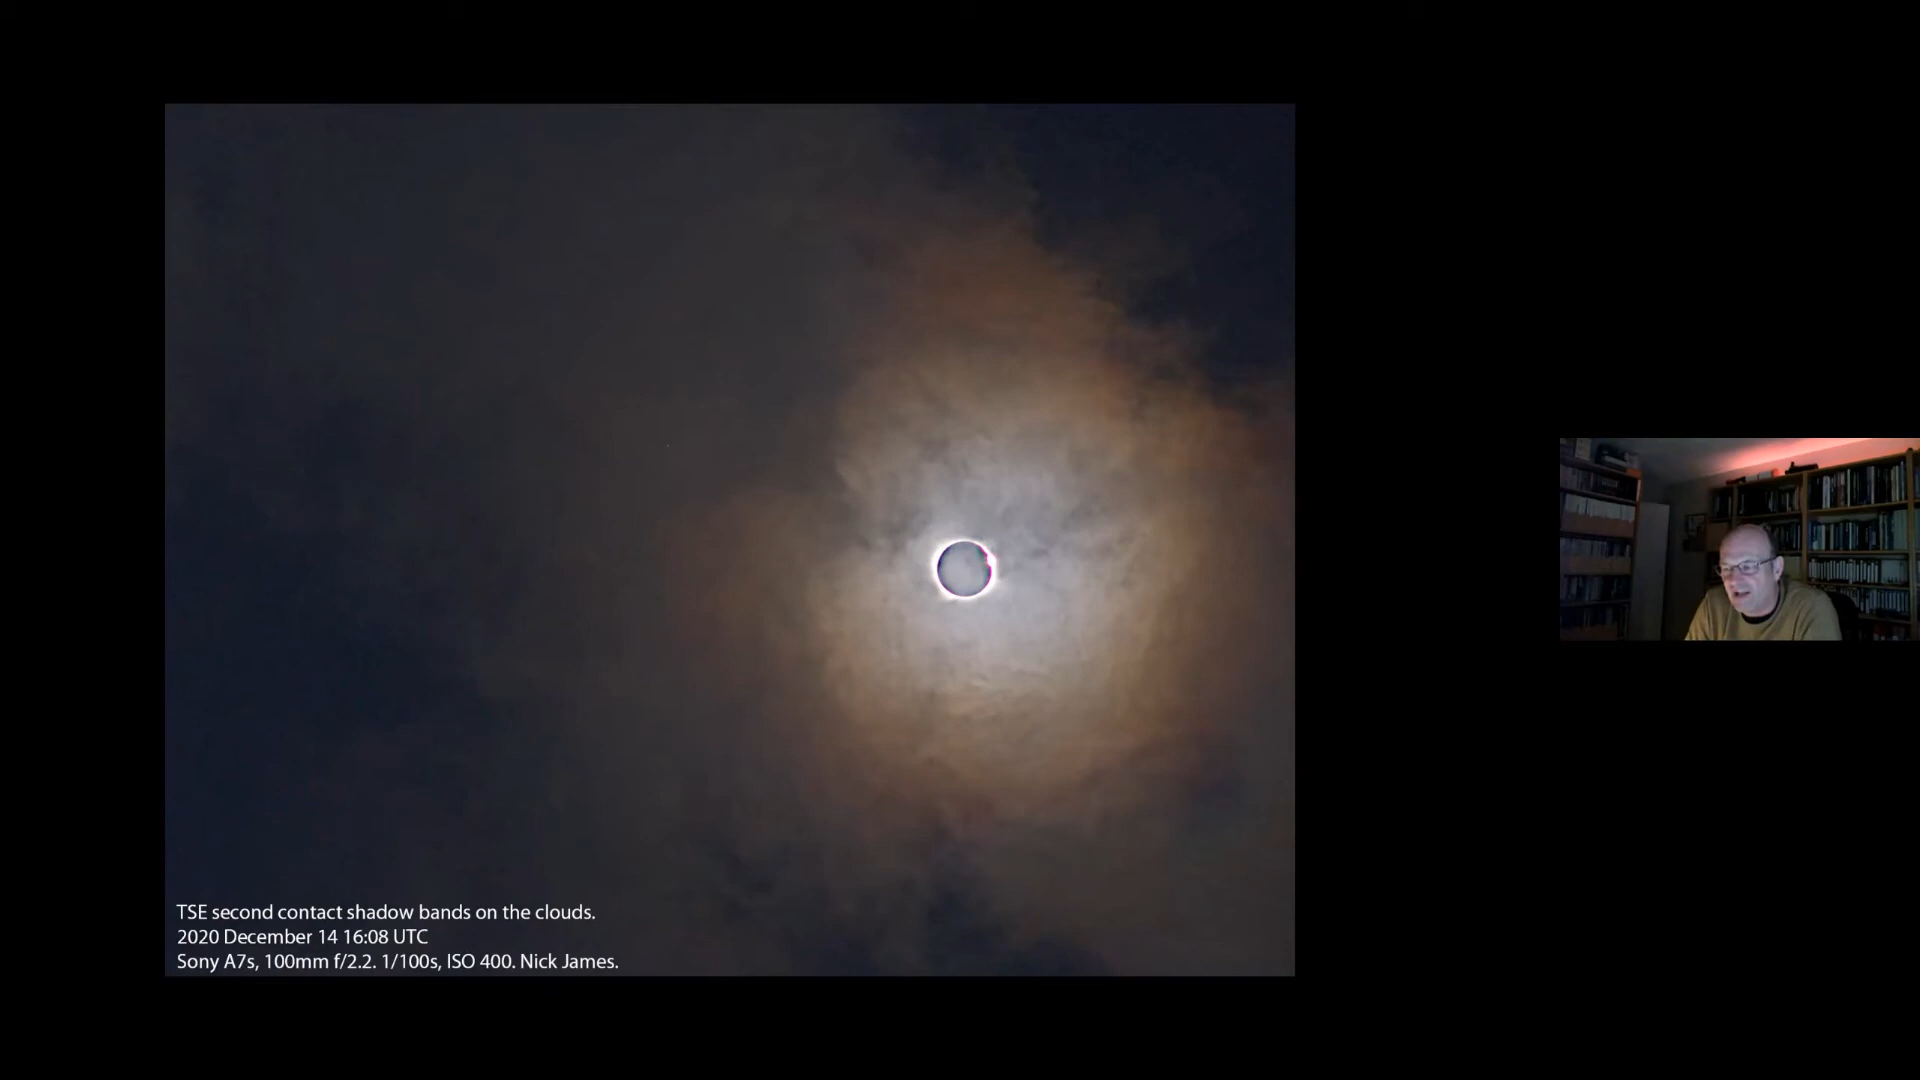 TSE second contact shadow bands on the clouds.
2020 December 14 16:08 UTC
Sony A7s, 100mm f/2.2. 1/100s, ISO 400. Nick James.